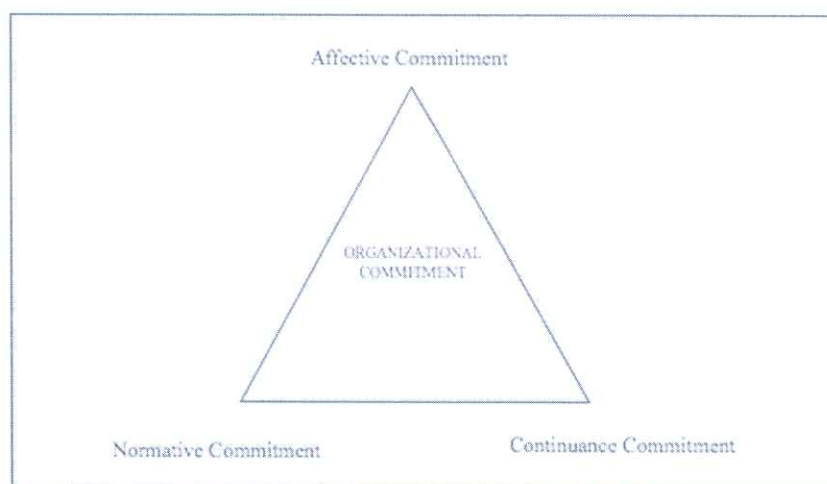 Affective Commitment
ORGANIZATIONAL
COMMITMENT
Normative Commitment
Continuance Commitment